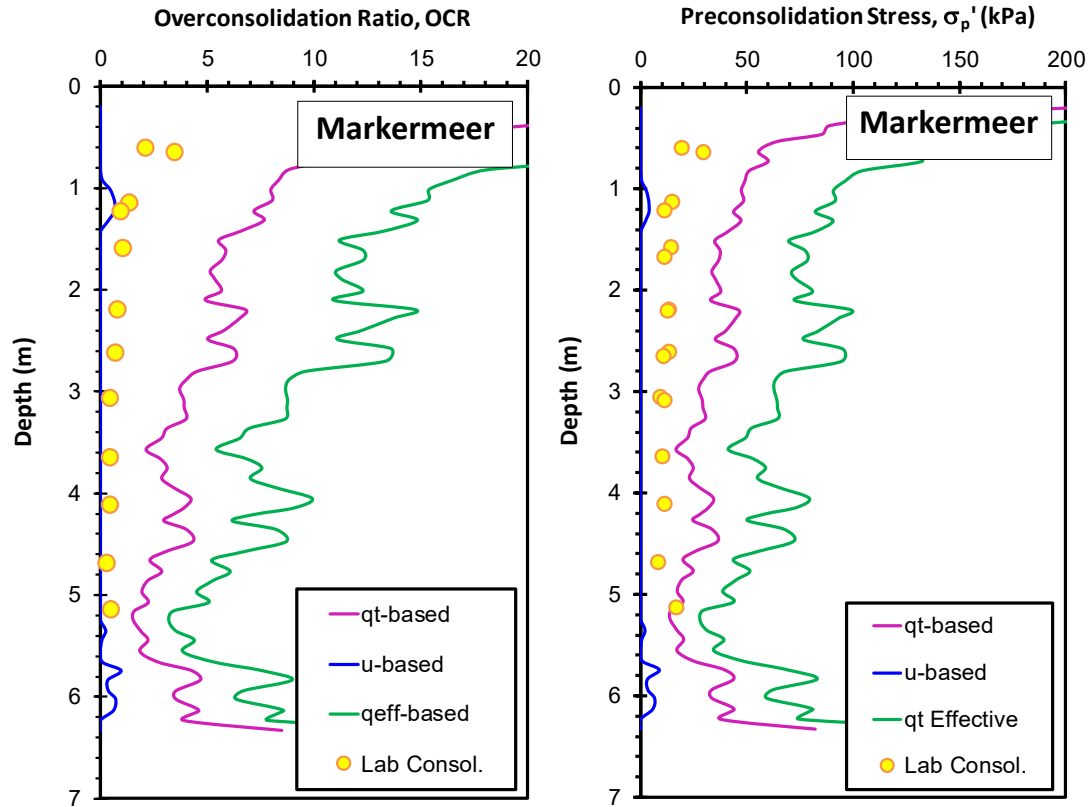 Overconsolidation Ratio, OCR
0 5 10 15 20
0
1
2
3
4
5
6
7
Depth (m)
Markermeer
qt-based
u-based
qeff-based
Lab Consol.
Preconsolidation Stress, σp' (kPa)
0 50 100 150 200
0
1
2
3
4
5
6
7
Depth (m)
Markermeer
qt-based
u-based
qt Effective
Lab Consol.